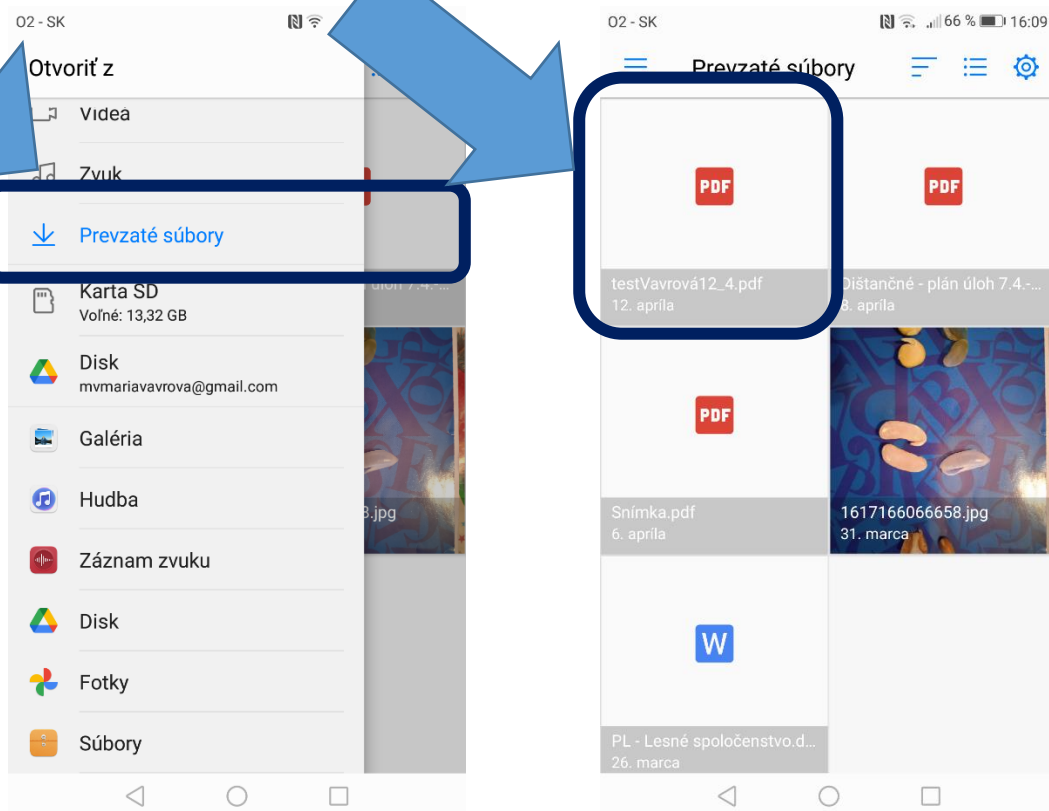 O2 - SK
Otvoriť z
Videá
Zvuk
Prevzaté súbory
Karta SD
Voľné: 13,32 GB
Disk
mvmariavavrova@gmail.com
Galéria
Hudba
Záznam zvuku
Disk
Fotky
Súbory
8.jpg
O2 - SK
66 % 16:09
Prevzaté súbory
PDF
PDF
testVavrová12_4.pdf
12. apríla
Dištančné - plán úloh 7.4.-...
8. apríla
PDF
Snímka.pdf
6. apríla
1617166066658.jpg
31. marca
W
PL - Lesné spoločenstvo.d...
26. marca